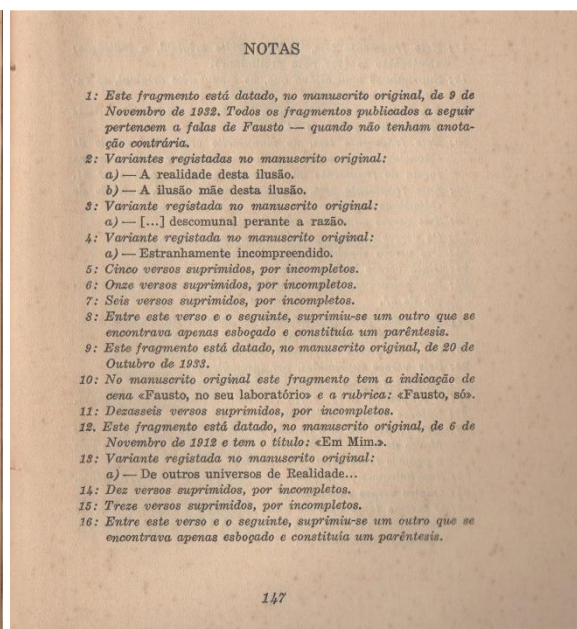 NOTAS
1: Este fragmento está datado, no manuscrito original, de 9 de
Novembro de 1932. Todos os fragmentos publicados a seguir
pertencem a falas de Fausto — quando não tenham anota-
ção contrária.
2: Variantes registadas no manuscrito original:
a) — A realidade desta ilusão.
b) — A ilusão mãe desta ilusão.
3: Variante registada no manuscrito original:
a) — [...] descomunal perante a razão.
4: Variante registada no manuscrito original:
a) — Estranhamente incompreendido.
5: Cinco versos suprimidos, por incompletos.
6: Onze versos suprimidos, por incompletos.
7: Seis versos suprimidos, por incompletos.
8: Entre este verso e o seguinte, suprimiu-se um outro que se
encontrava apenas esboçado e constituía um parêntesis.
9: Este fragmento está datado, no manuscrito original, de 20 de
Outubro de 1933.
10: No manuscrito original este fragmento tem a indicação de
cena «Fausto, no seu laboratório» e a rubrica: «Fausto, só».
11: Dezasseis versos suprimidos, por incompletos.
12. Este fragmento está datado, no manuscrito original, de 6 de
Novembro de 1912 e tem o título: «Em Mim.».
13: Variante registada no manuscrito original:
a) — De outros universos de Realidade...
14: Dez versos suprimidos, por incompletos.
15: Treze versos suprimidos, por incompletos.
16: Entre este verso e o seguinte, suprimiu-se um outro que se
encontrava apenas esboçado e constituía um parêntesis.
147